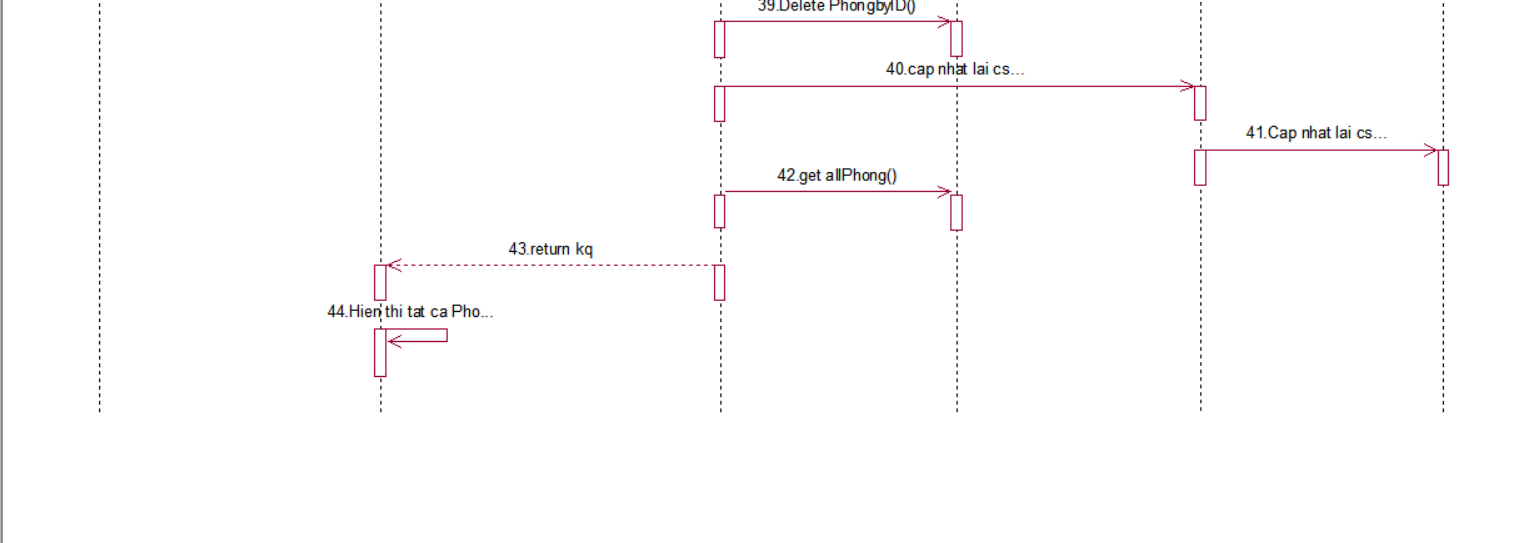 39.Delete PhongbyID()
40.cap nhat lai cs...
41.Cap nhat lai cs...
42.get allPhong()
43.return kq
44.Hien thi tat ca Pho...